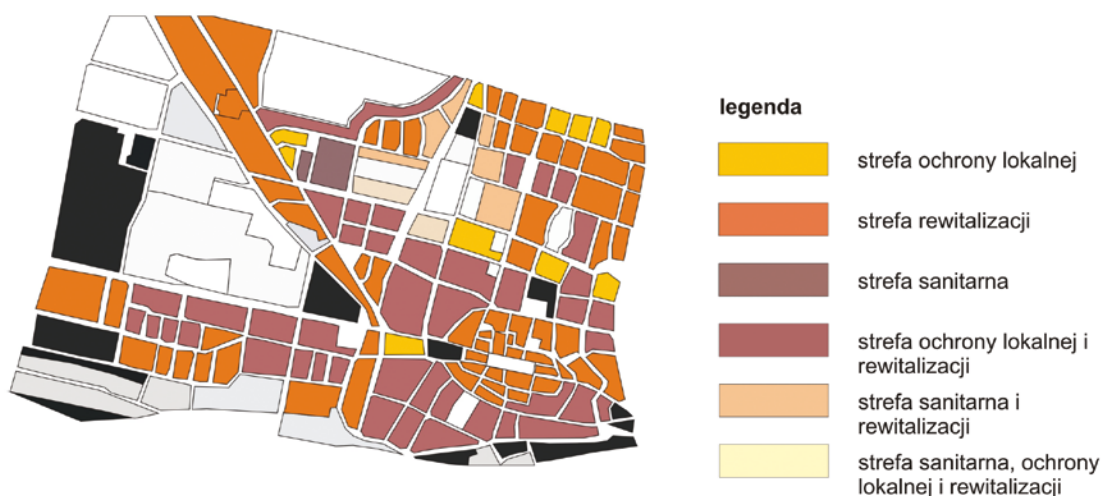 legenda
strefa ochrony lokalnej
strefa rewitalizacji
strefa sanitarna
strefa ochrony lokalnej i
rewitalizacji
strefa sanitarna i
rewitalizacji
strefa sanitarna, ochrony
lokalnej i rewitalizacji